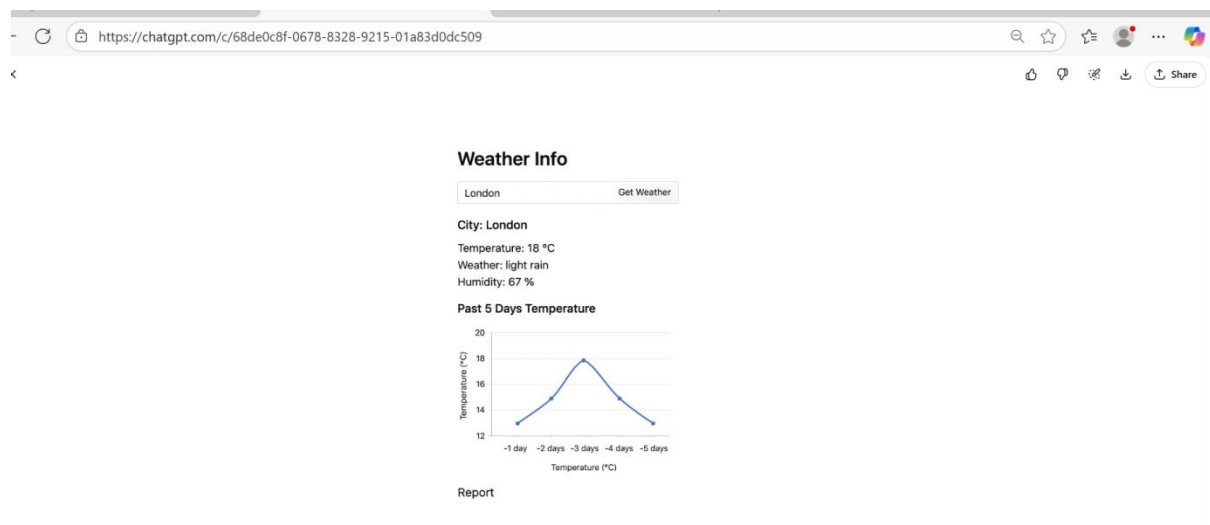 https://chatgpt.com/c/68de0c8f-0678-8328-9215-01a83d0dc509
Share
Weather Info
London Get Weather
City: London
Temperature: 18 °C
Weather: light rain
Humidity: 67 %
Past 5 Days Temperature
Temperature (°C)
20
18
16
14
12
-1 day -2 days -3 days -4 days -5 days
Temperature (°C)
Report